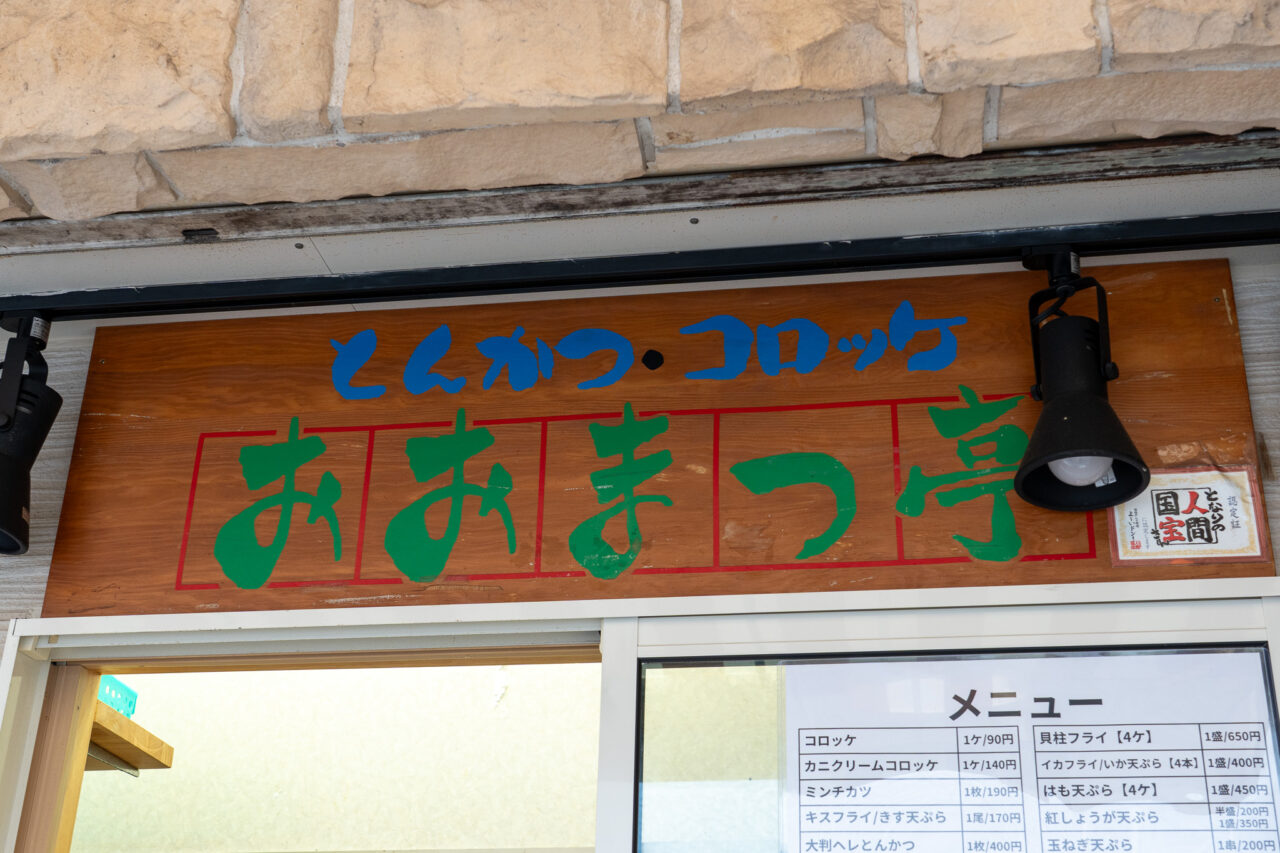 とんかつ・コロッケ
おおまつ亭
認定証
となりの
人間
国宝
さん
メニュー
コロッケ 1ケ/90円
カニクリームコロッケ 1ケ/140円
ミンチカツ 1枚/190円
キスフライ/きす天ぷら 1尾/170円
大判ヘレとんかつ 1枚/400円
貝柱フライ【4ケ】 1盛/650円
イカフライ/いか天ぷら【4本】 1盛/400円
はも天ぷら【4ケ】 1盛/450円
紅しょうが天ぷら 半盛/200円
1盛/350円
玉ねぎ天ぷら 1串/200円